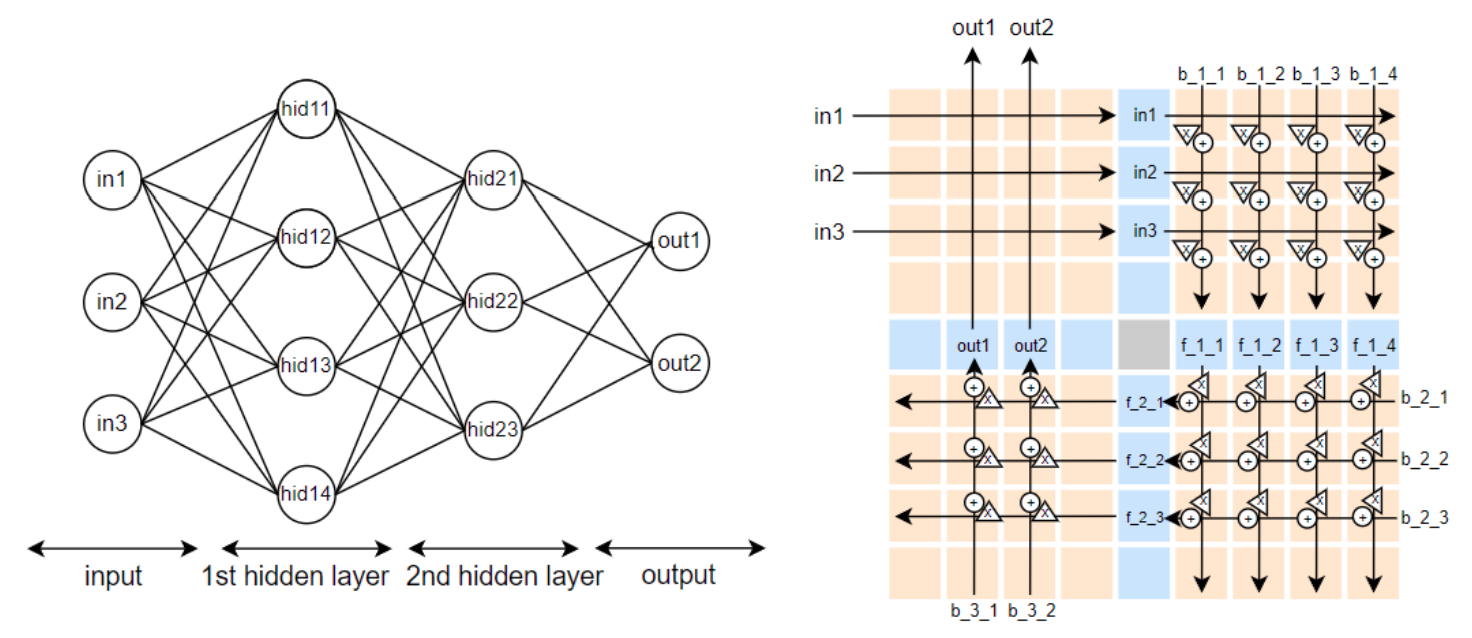 hid11
in1
hid21
hid12
out1
in2
hid22
hid13
out2
in3
hid23
hid14
input
1st hidden layer
2nd hidden layer
output
out1 out2
b_1_1 b_1_2 b_1_3 b_1_4
in1 in1
x x x x
+ + + +
in2 in2
x x x x
+ + + +
in3 in3
x x x x
+ + + +
out1 out2 f_1_1 f_1_2 f_1_3 f_1_4
+ + x x x x
x x f_2_1 + + + + b_2_1
+ + x x x x
x x f_2_2 + + + + b_2_2
+ + x x x x
x x f_2_3 + + + + b_2_3
b_3_1 b_3_2